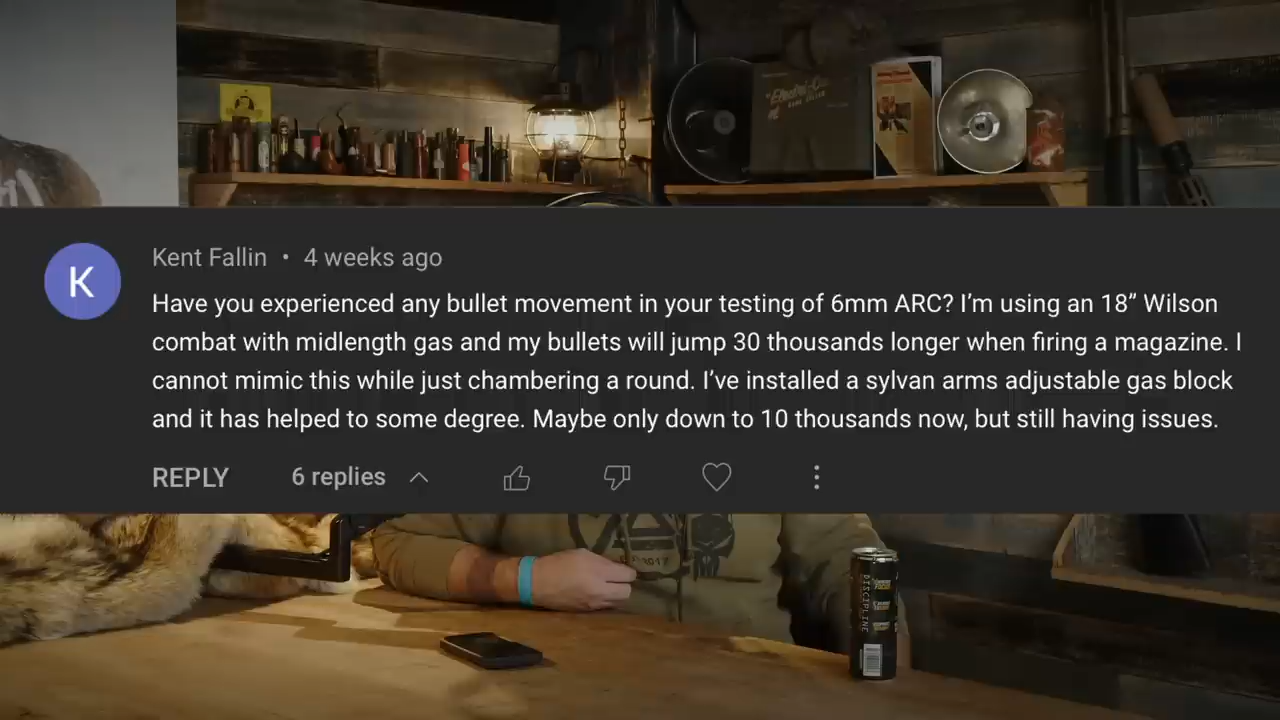 Electric-Ca
Kent Fallin • 4 weeks ago
K
Have you experienced any bullet movement in your testing of 6mm ARC? I’m using an 18” Wilson
combat with midlength gas and my bullets will jump 30 thousands longer when firing a magazine. I
cannot mimic this while just chambering a round. I’ve installed a sylvan arms adjustable gas block
and it has helped to some degree. Maybe only down to 10 thousands now, but still having issues.
REPLY 6 replies
DISCIPLINE